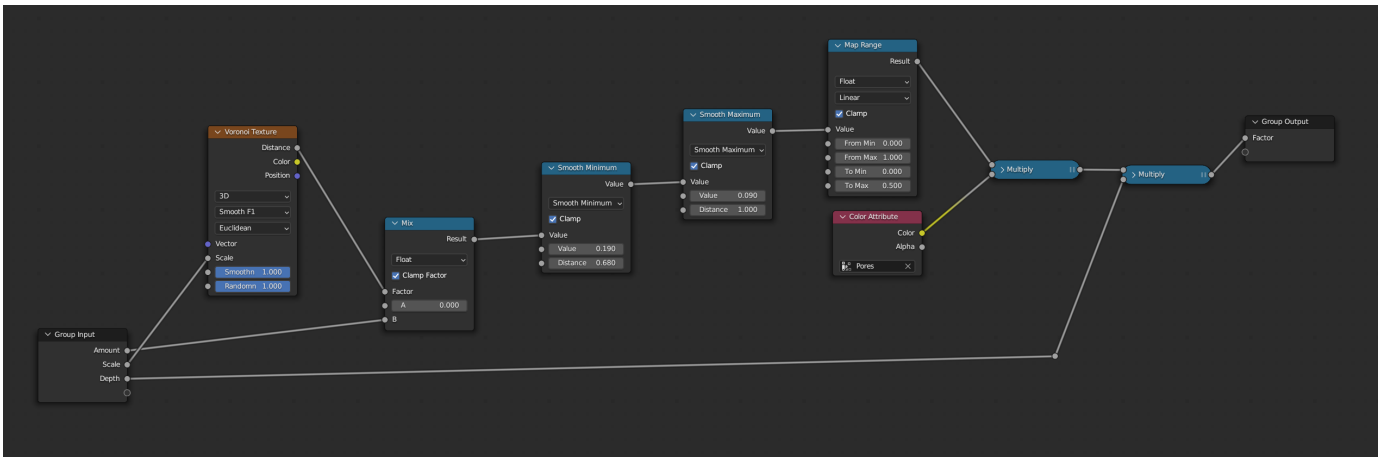 Group Input
Amount
Scale
Depth
Voronoi Texture
Distance
Color
Position
3D
Smooth F1
Euclidean
Vector
Scale
Smoothn 1.000
Randomn 1.000
Mix
Result
Float
Clamp Factor
Factor
A 0.000
B
Smooth Minimum
Value
Smooth Minimum
Clamp
Value
Value 0.190
Distance 0.680
Smooth Maximum
Value
Smooth Maximum
Clamp
Value
Value 0.090
Distance 1.000
Map Range
Result
Float
Linear
Clamp
Value
From Min 0.000
From Max 1.000
To Min 0.000
To Max 0.500
Color Attribute
Color
Alpha
Pores
Multiply
Multiply
Group Output
Factor